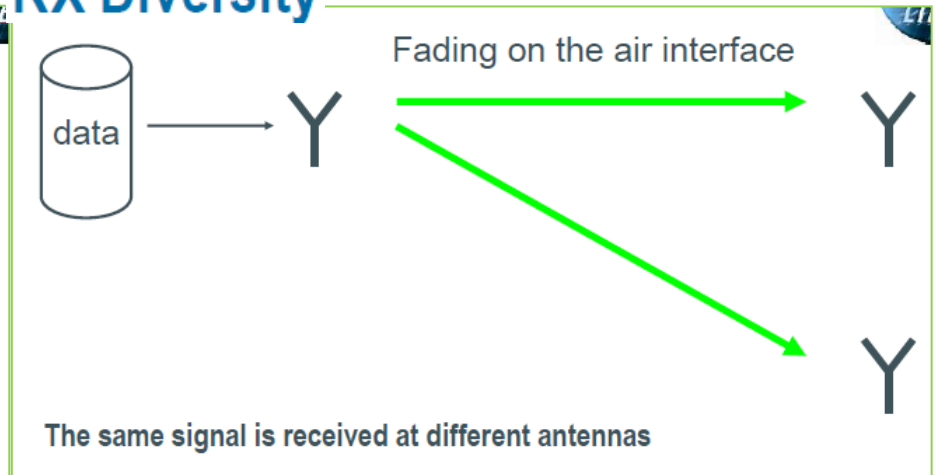 RX Diversity
Fading on the air interface
data
The same signal is received at different antennas